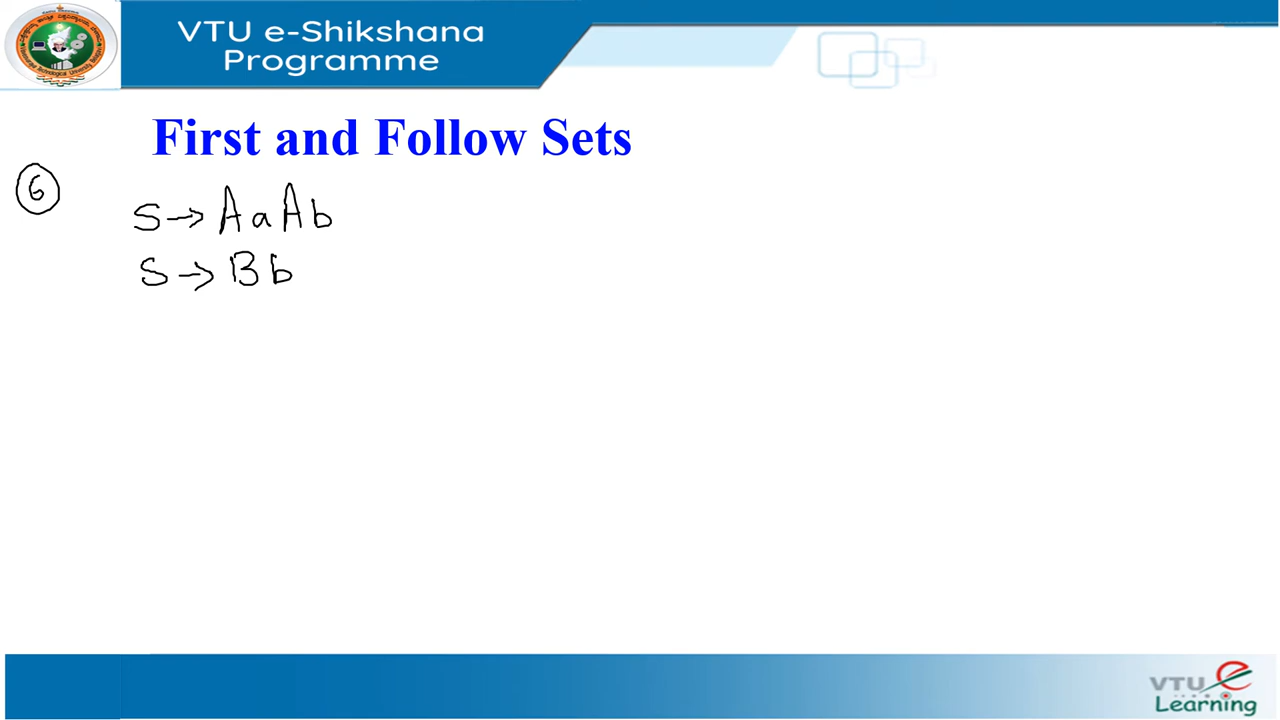 VTU e-Shikshana
Programme
First and Follow Sets
6
S → AaAb
S → Bb
VTU e
Learning